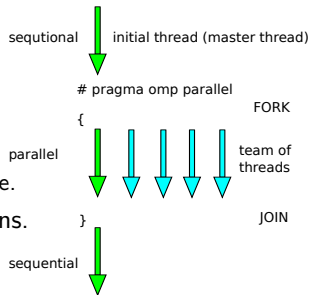 sequtional initial thread (master thread)
# pragma omp parallel
FORK
{
parallel team of
threads
e.
ns.
} JOIN
sequential